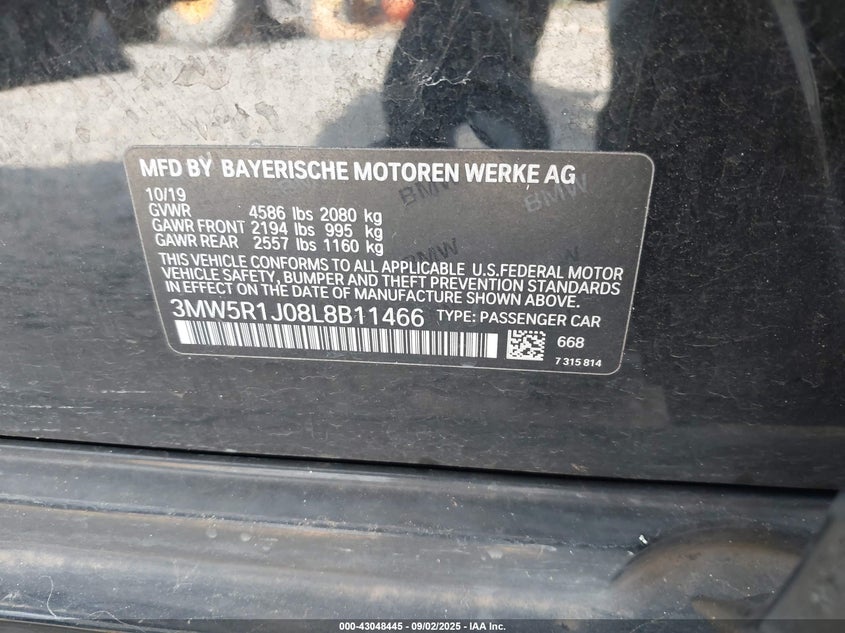 MFD BY BAYERISCHE MOTOREN WERKE AG
10/19
GVWR 4586 lbs 2080 kg
GAWR FRONT 2194 lbs 995 kg
GAWR REAR 2557 lbs 1160 kg
THIS VEHICLE CONFORMS TO ALL APPLICABLE U.S.FEDERAL MOTOR
VEHICLE SAFETY, BUMPER AND THEFT PREVENTION STANDARDS
IN EFFECT ON THE DATE OF MANUFACTURE SHOWN ABOVE.
3MW5R1J08L8B11466 TYPE: PASSENGER CAR
668
7 315 814
BMW
BMW
BMW
000-43048445 - 09/02/2025 - IAA Inc.